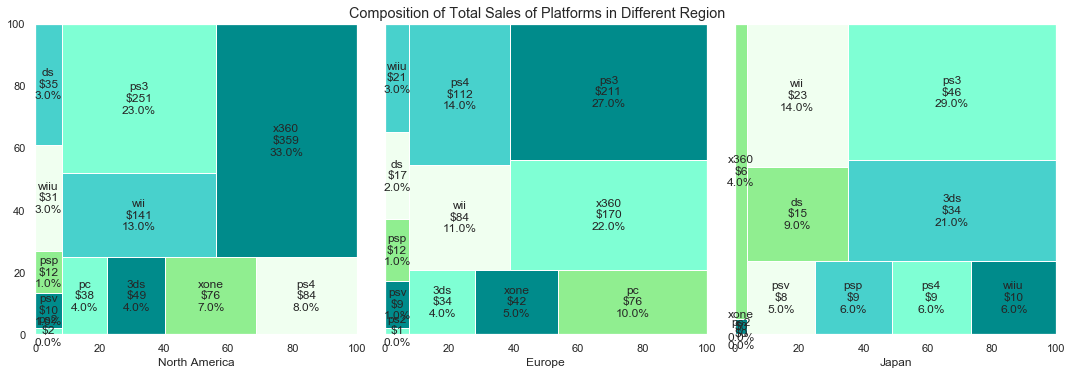 Composition of Total Sales of Platforms in Different Region
100
80
60
40
20
0
ds
$35
3.0%
wiiu
$31
3.0%
psp
$12
1.0%
psv
$10
ps2
$2
0.0%
ps3
$251
23.0%
wii
$141
13.0%
x360
$359
33.0%
pc
$38
4.0%
3ds
$49
4.0%
xone
$76
7.0%
ps4
$84
8.0%
0
20
40
60
80
100
North America
wiiu
$21
3.0%
ds
$17
2.0%
psp
$12
1.0%
psv
$9
1.0%
ps2
$1
0.0%
ps4
$112
14.0%
wii
$84
11.0%
ps3
$211
27.0%
x360
$170
22.0%
3ds
$34
4.0%
xone
$42
5.0%
pc
$76
10.0%
0
20
40
60
80
100
Europe
x360
$6
4.0%
xone
0.0%
wii
$23
14.0%
ds
$15
9.0%
ps3
$46
29.0%
3ds
$34
21.0%
psv
$8
5.0%
psp
$9
6.0%
ps4
$9
6.0%
wiiu
$10
6.0%
0
20
40
60
80
100
Japan